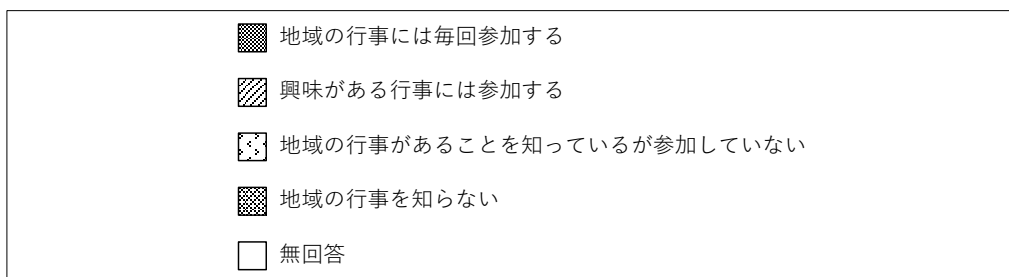 地域の行事には毎回参加する
興味がある行事には参加する
地域の行事があることを知っているが参加していない
地域の行事を知らない
無回答